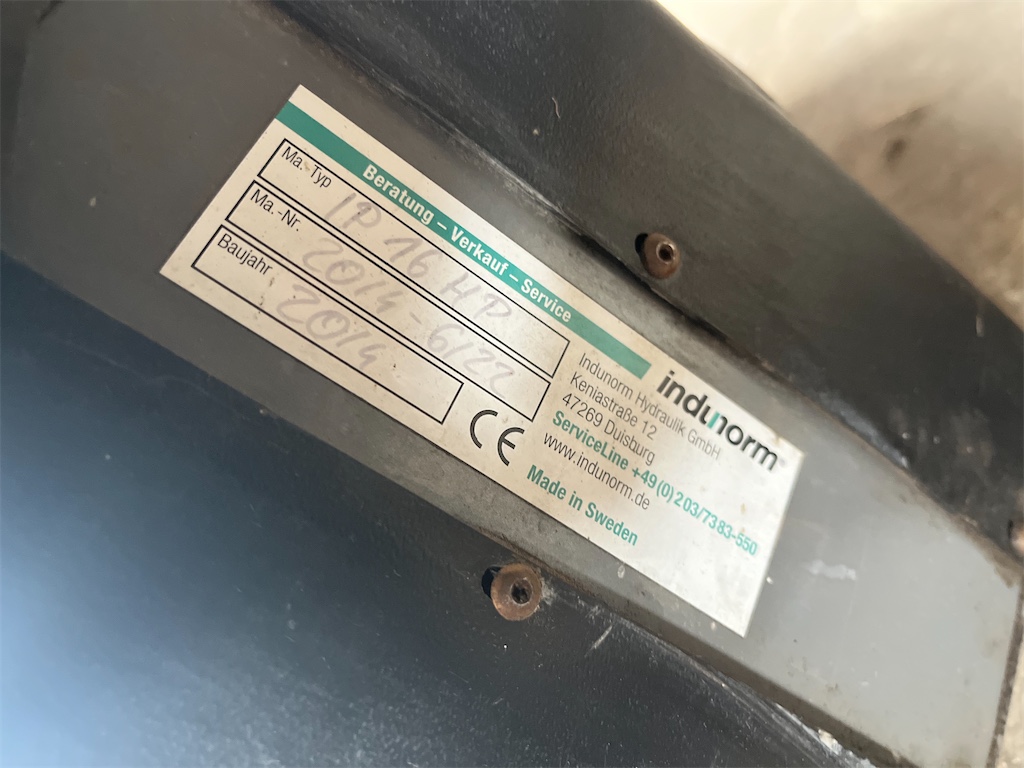 Beratung – Verkauf – Service
Ma.-Typ IP 16 HP
Ma.-Nr. 2014-6122
Baujahr 2014
CE
indunorm
Indunorm Hydraulik GmbH
Keniastraße 12
47269 Duisburg
ServiceLine +49 (0) 203/7383-550
www.indunorm.de
Made in Sweden